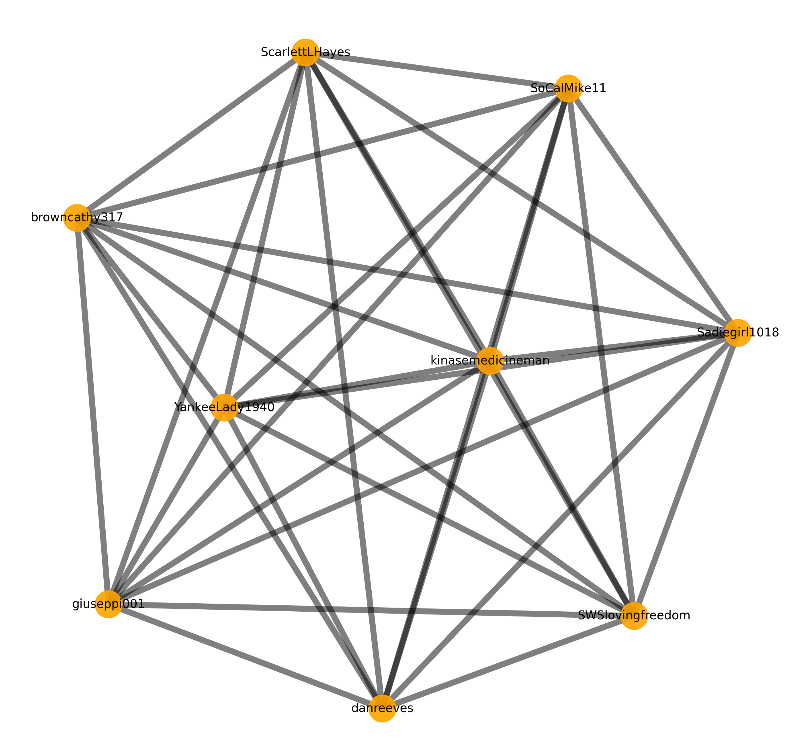 ScarlettLHayes
SoCalMike11
browncathy317
Sadiegirl1018
kinasemedicineman
YankeeLady1940
giuseppi001
SWSlovingfreedom
danreeves